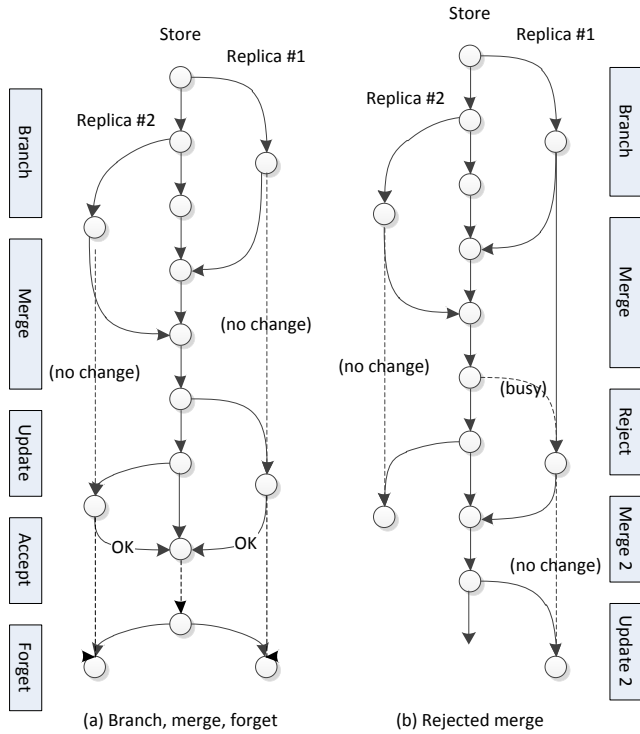 Store
Replica #1
Replica #2
Branch
Merge
(no change)
(no change)
Update
OK
OK
Accept
Forget
(a) Branch, merge, forget
Store
Replica #1
Replica #2
Branch
Merge
(no change)
(busy)
Reject
Merge 2
(no change)
Update 2
(b) Rejected merge